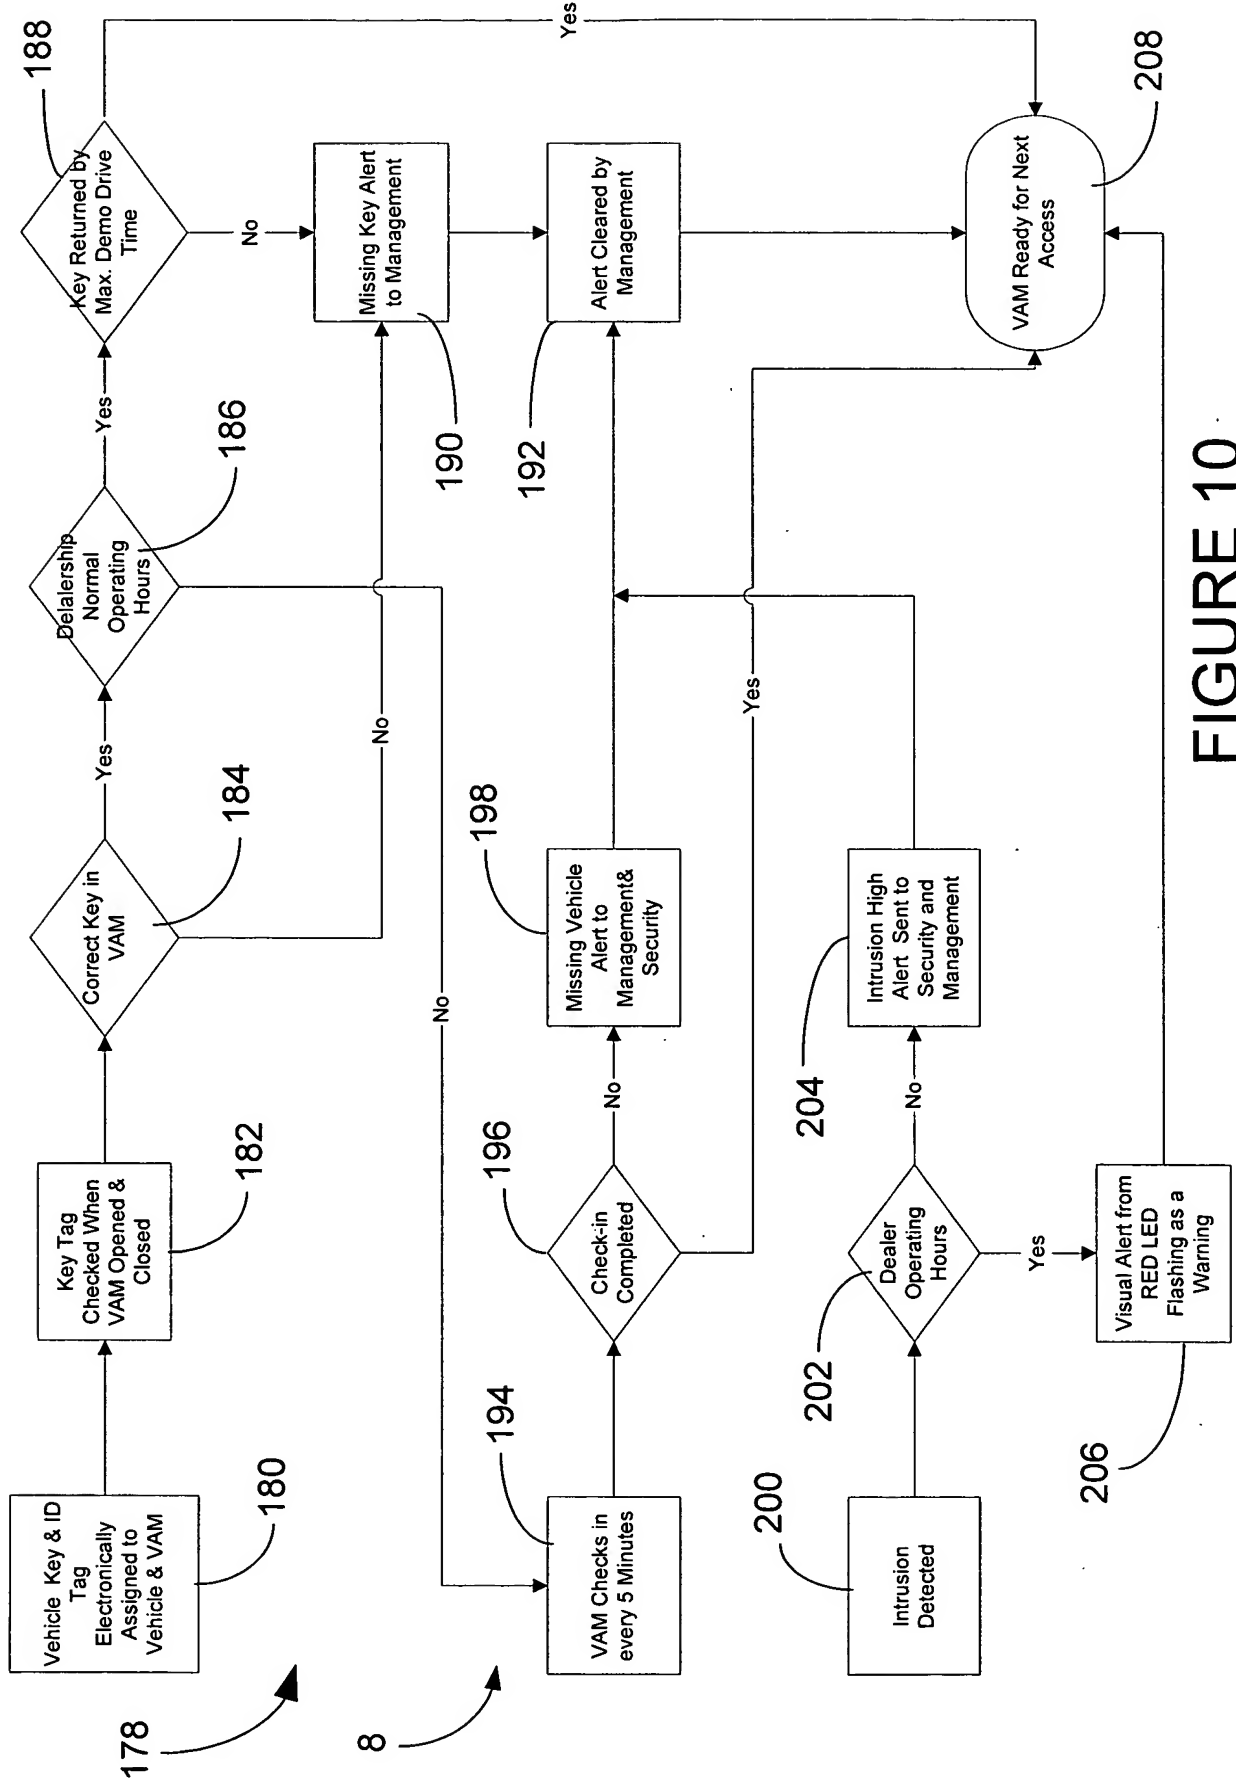 Vehicle Key & ID
Tag
Electronically
Assigned to
Vehicle & VAM
180
178
Key Tag
Checked When
VAM Opened &
Closed
182
Correct Key in
VAM
184
Yes
No
Delalership
Normal
Operating
Hours
186
Yes
No
Key Returned by
Max. Demo Drive
Time
188
Yes
No
Missing Key Alert
to Management
190
Alert Cleared by
Management
192
8
VAM Checks in
every 5 Minutes
194
Check-in
Completed
196
No
Yes
Missing Vehicle
Alert to
Management&
Security
198
Intrusion
Detected
200
Dealer
Operating
Hours
202
No
Yes
Intrusion High
Alert Sent to
Security and
Management
204
Visual Alert from
RED LED
Flashing as a
Warning
206
VAM Ready for Next
Access
208
FIGURE 10